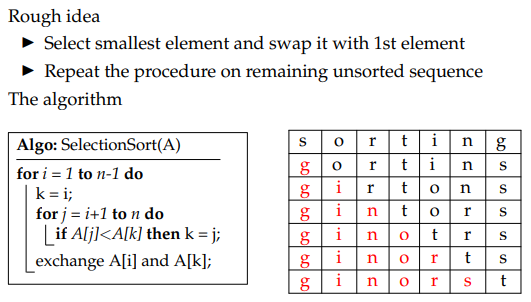 Rough idea
► Select smallest element and swap it with 1st element
► Repeat the procedure on remaining unsorted sequence
The algorithm
Algo: SelectionSort(A)
for i = 1 to n-1 do
k = i;
for j = i+1 to n do
if A[j]<A[k] then k = j;
exchange A[i] and A[k];
s o r t i n g
g o r t i n s
g i r t o n s
g i n t o r s
g i n o t r s
g i n o r t s
g i n o r s t